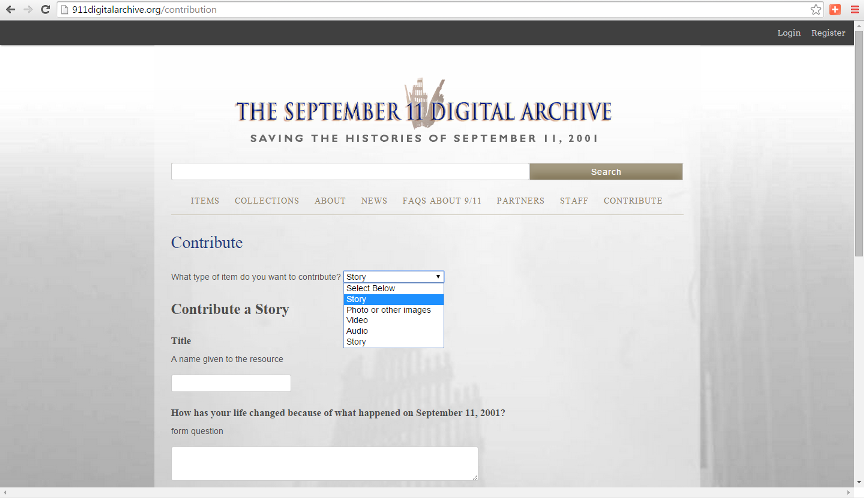 911digitalarchive.org/contribution
Login Register
THE SEPTEMBER 11 DIGITAL ARCHIVE
SAVING THE HISTORIES OF SEPTEMBER 11, 2001
Search
ITEMS COLLECTIONS ABOUT NEWS FAQS ABOUT 9/11 PARTNERS STAFF CONTRIBUTE
Contribute
What type of item do you want to contribute? Story
Select Below
Story
Photo or other images
Video
Audio
Story
Contribute a Story
Title
A name given to the resource
How has your life changed because of what happened on September 11, 2001?
form question